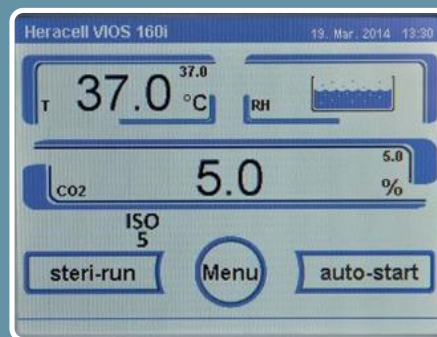 Heracell VIOS 160i 19. Mar. 2014 13:30
37.0
T 37.0 °C RH
5.0
CO2 5.0 %
ISO
5
steri-run Menu auto-start